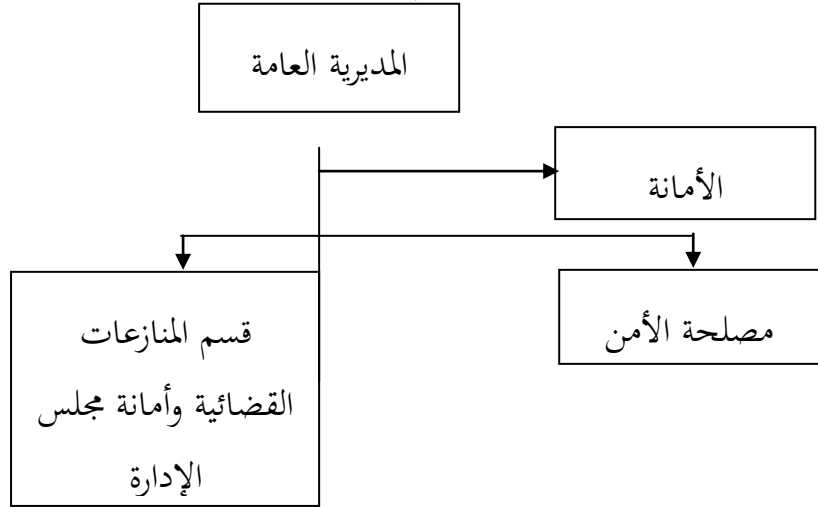 المديرية العامة
الأمانة
مصلحة الأمن
قسم المنازعات
القضائية وأمانة مجلس
الإدارة